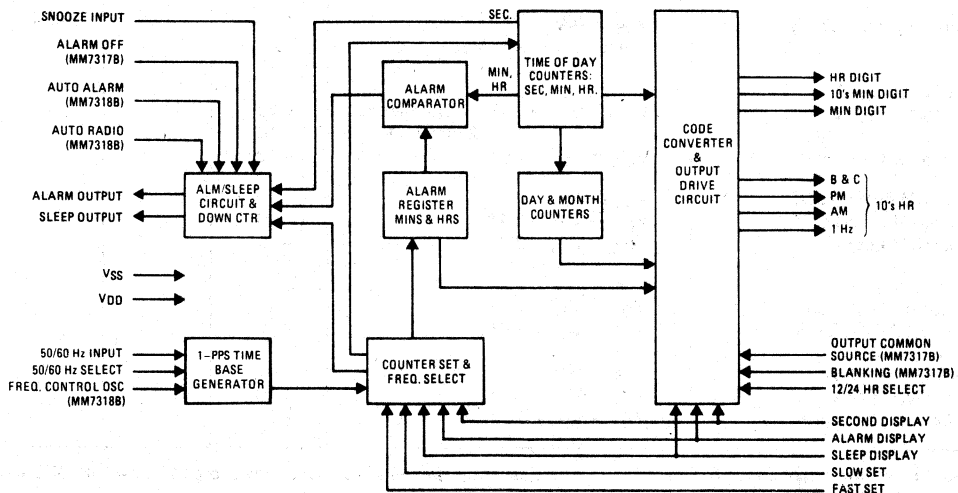 SNOOZE INPUT
ALARM OFF
(MM7317B)
AUTO ALARM
(MM7318B)
AUTO RADIO
(MM7318B)
ALARM OUTPUT
SLEEP OUTPUT
VSS
VDD
50/60 Hz INPUT
50/60 Hz SELECT
FREQ. CONTROL OSC
(MM7318B)
ALM/SLEEP
CIRCUIT &
DOWN CTR.
1-PPS TIME
BASE
GENERATOR
SEC.
MIN,
HR
ALARM
COMPARATOR
ALARM
REGISTER
MINS & HRS
COUNTER SET &
FREQ. SELECT
TIME OF DAY
COUNTERS:
SEC, MIN, HR.
DAY & MONTH
COUNTERS
CODE
CONVERTER
&
OUTPUT
DRIVE
CIRCUIT
HR DIGIT
10's MIN DIGIT
MIN DIGIT
B & C
PM
AM
1 Hz
10's HR
OUTPUT COMMON
SOURCE (MM7317B)
BLANKING (MM7317B)
12/24 HR SELECT
SECOND DISPLAY
ALARM DISPLAY
SLEEP DISPLAY
SLOW SET
FAST SET